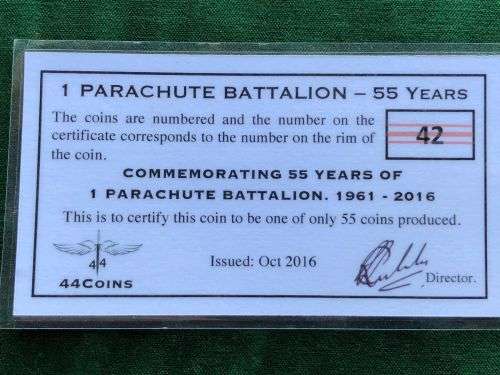 1 PARACHUTE BATTALION – 55 YEARS
The coins are numbered and the number on the
certificate corresponds to the number on the rim of
the coin.
42
COMMEMORATING 55 YEARS OF
1 PARACHUTE BATTALION. 1961 - 2016
This is to certify this coin to be one of only 55 coins produced.
44
44COINS
Issued: Oct 2016
Director.